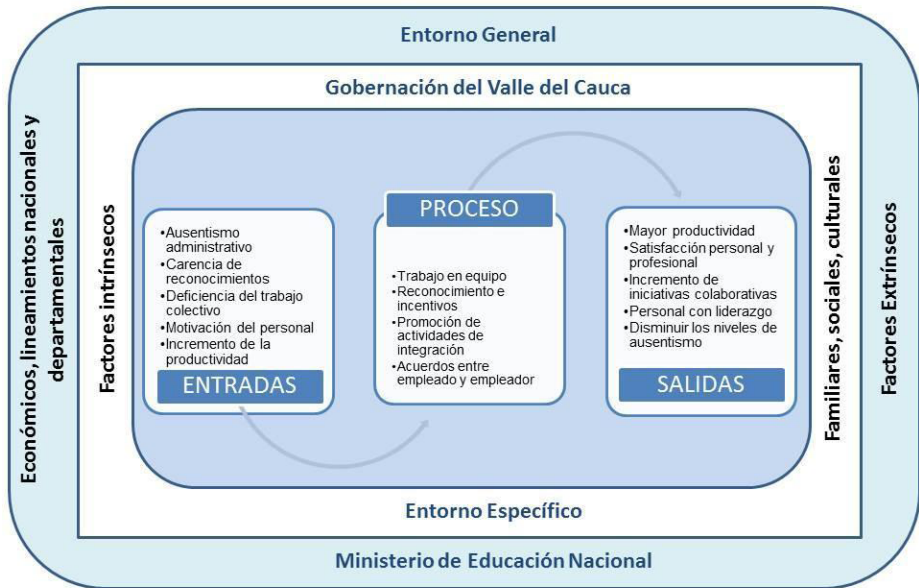 Entorno General
Gobernación del Valle del Cauca
Económicos, lineamientos nacionales y
departamentales
Factores intrínsecos
•Ausentismo
administrativo
•Carencia de
reconocimientos
•Deficiencia del trabajo
colectivo
•Motivación del personal
•Incremento de la
productividad
ENTRADAS
PROCESO
•Trabajo en equipo
•Reconocimiento e
incentivos
•Promoción de
actividades de
integración
•Acuerdos entre
empleado y empleador
•Mayor productividad
•Satisfacción personal y
profesional
•Incremento de
iniciativas colaborativas
•Personal con liderazgo
•Disminuir los niveles de
ausentismo
SALIDAS
Familiares, sociales, culturales
Factores Extrínsecos
Entorno Específico
Ministerio de Educación Nacional